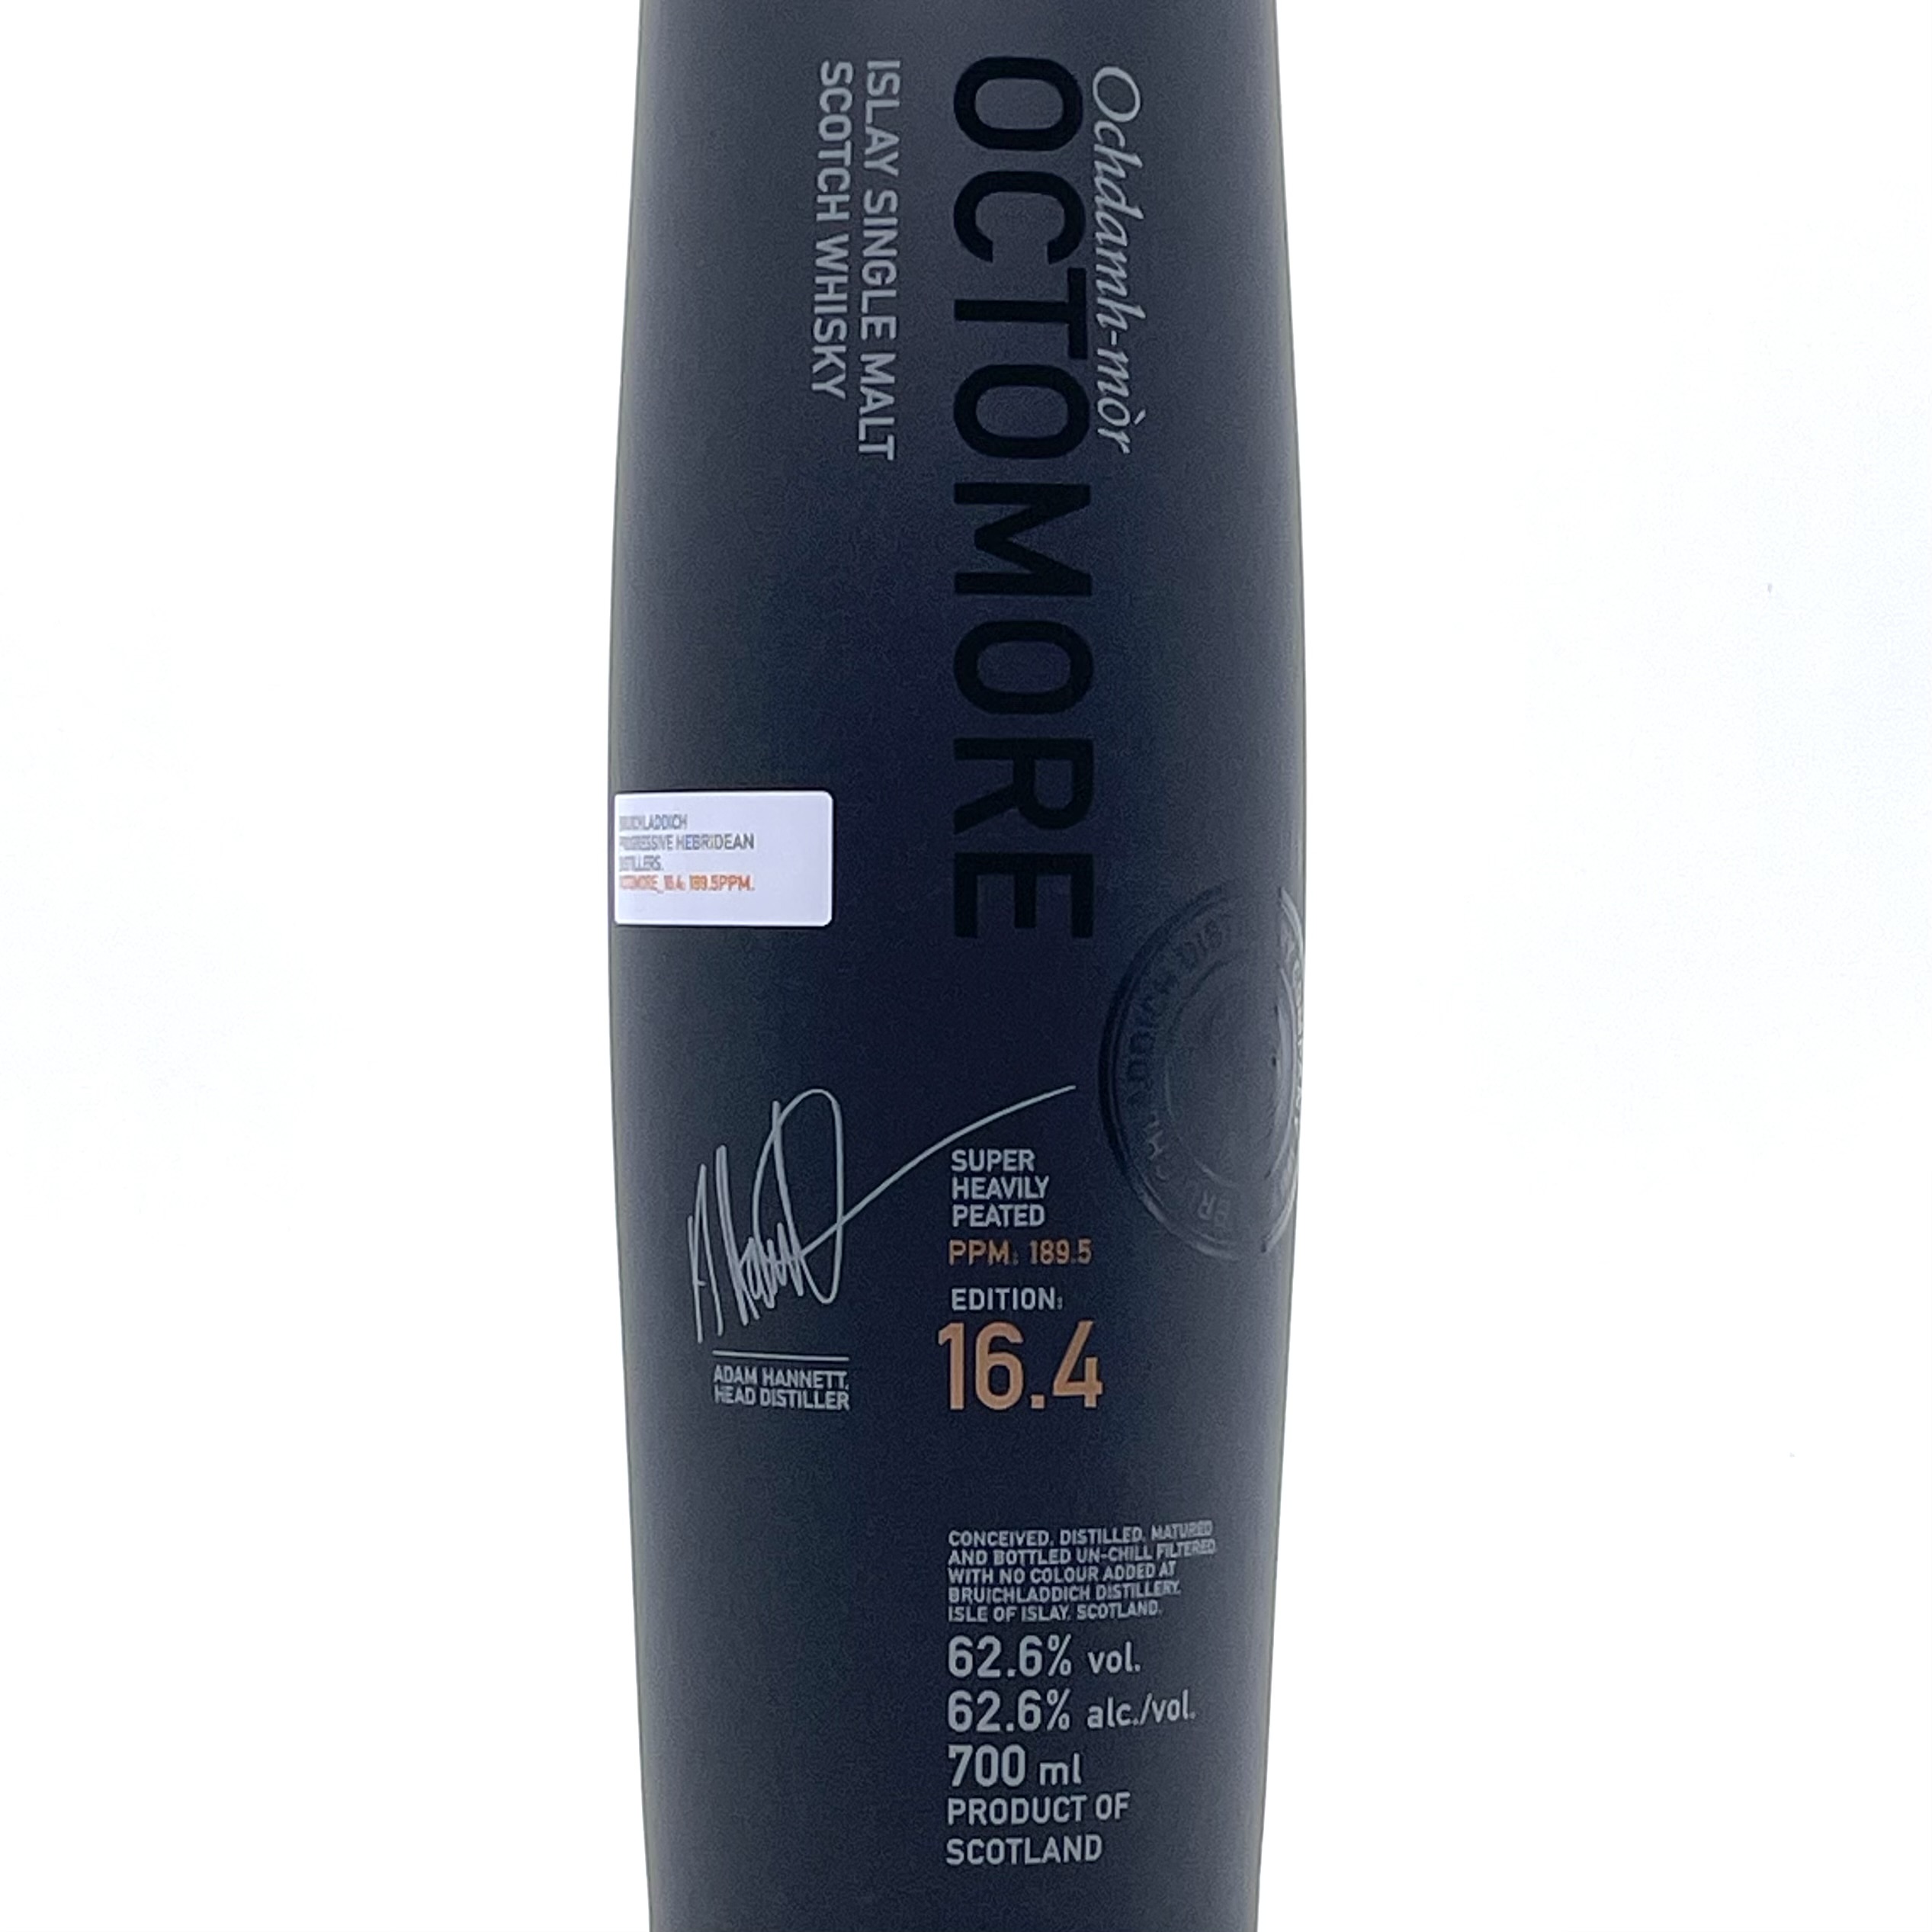 Ochdamh-mòr
OCTOMORE
ISLAY SINGLE MALT
SCOTCH WHISKY
BRUICHLADDICH
PROGRESSIVE HEBRIDEAN
DISTILLERS.
OCTOMORE_16.4: 189.5PPM.
SUPER
HEAVILY
PEATED
PPM: 189.5
EDITION:
16.4
ADAM HANNETT,
HEAD DISTILLER
CONCEIVED, DISTILLED, MATURED
AND BOTTLED UN-CHILL FILTERED
WITH NO COLOUR ADDED AT
BRUICHLADDICH DISTILLERY,
ISLE OF ISLAY, SCOTLAND.
62.6% vol.
62.6% alc./vol.
700 ml
PRODUCT OF
SCOTLAND